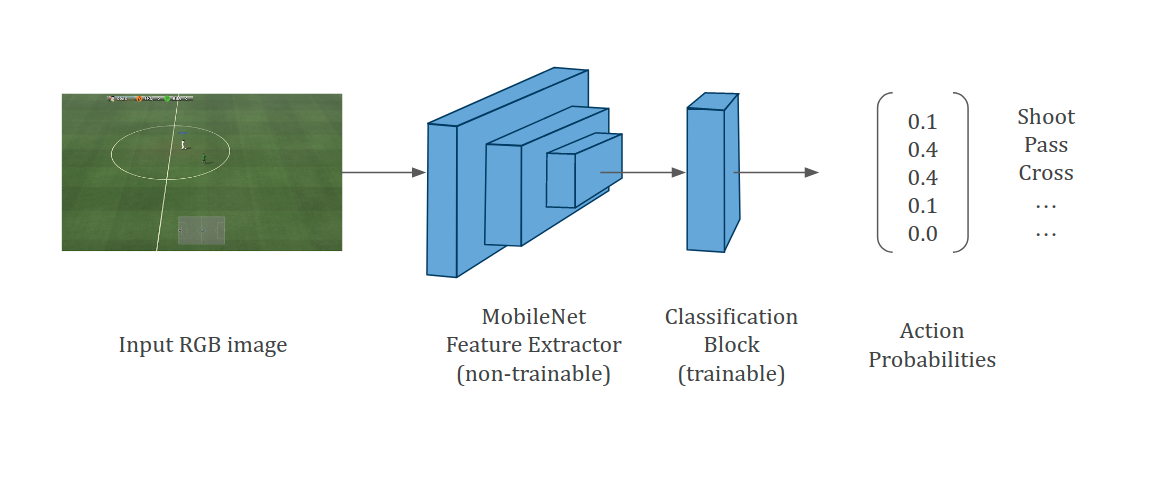 0.1
0.4
0.4
0.1
0.0
Shoot
Pass
Cross
...
...
Input RGB image
MobileNet
Feature Extractor
(non-trainable)
Classification
Block
(trainable)
Action
Probabilities